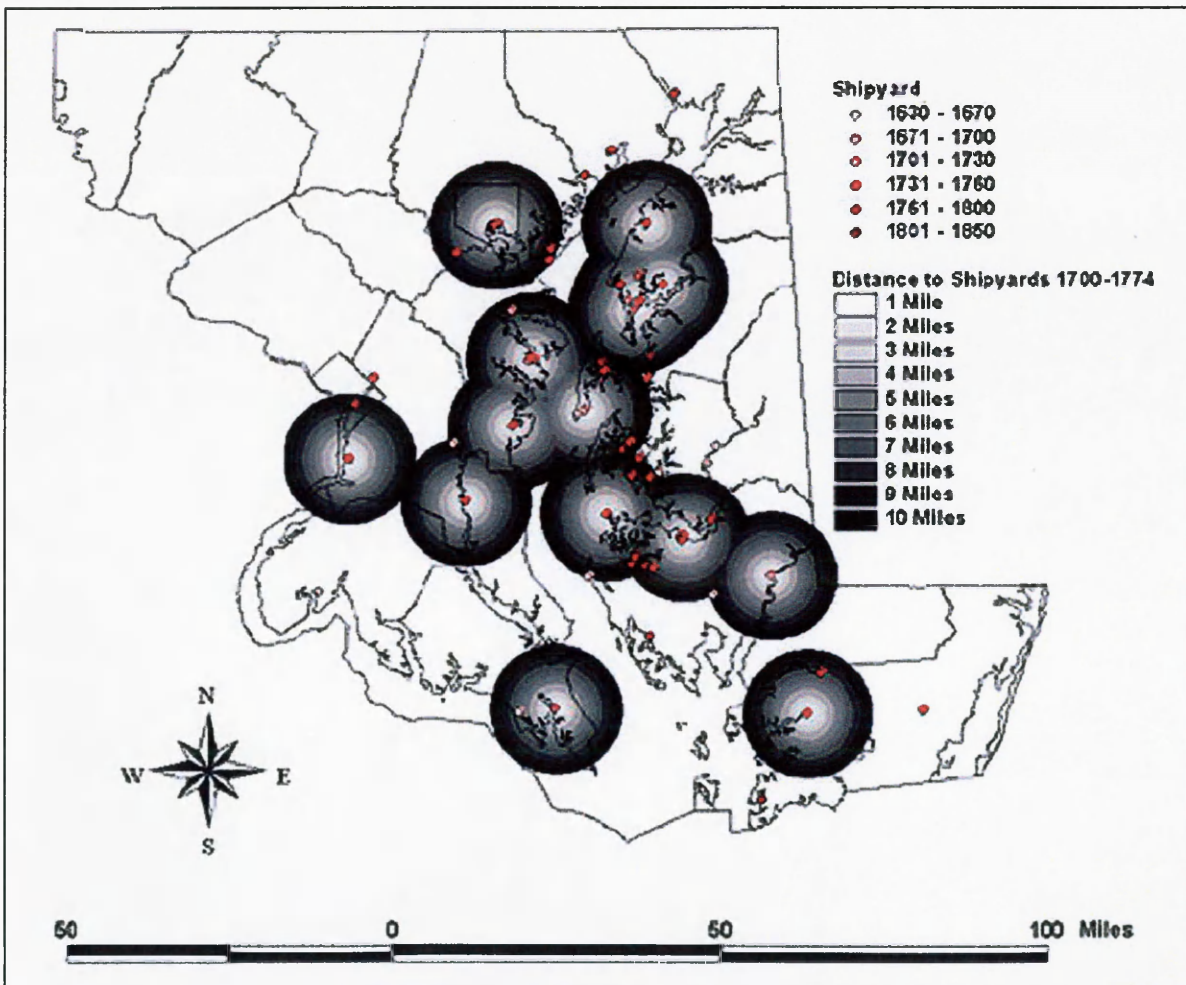 Shipyard
1630 - 1670
1671 - 1700
1701 - 1730
1731 - 1760
1761 - 1800
1801 - 1850
Distance to Shipyards 1700-1774
1 Mile
2 Miles
3 Miles
4 Miles
5 Miles
6 Miles
7 Miles
8 Miles
9 Miles
10 Miles
N
W E
S
50 0 50 100 Miles